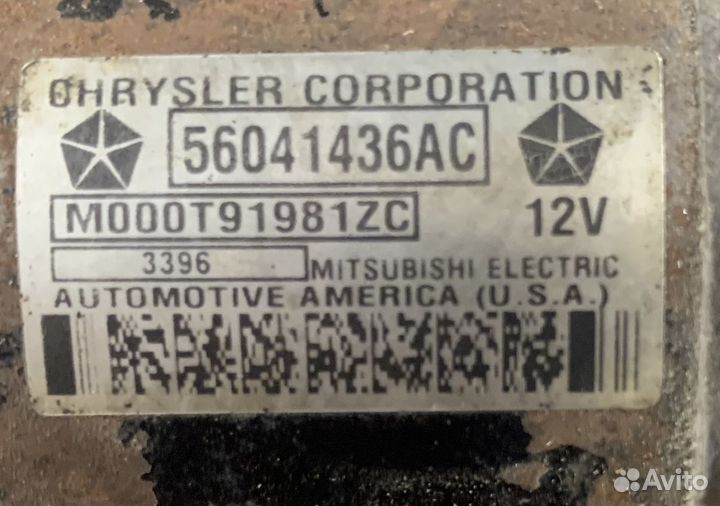 CHRYSLER CORPORATION
56041436AC
M000T91981ZC 12V
3396 MITSUBISHI ELECTRIC
AUTOMOTIVE AMERICA (U.S.A.)
Avito